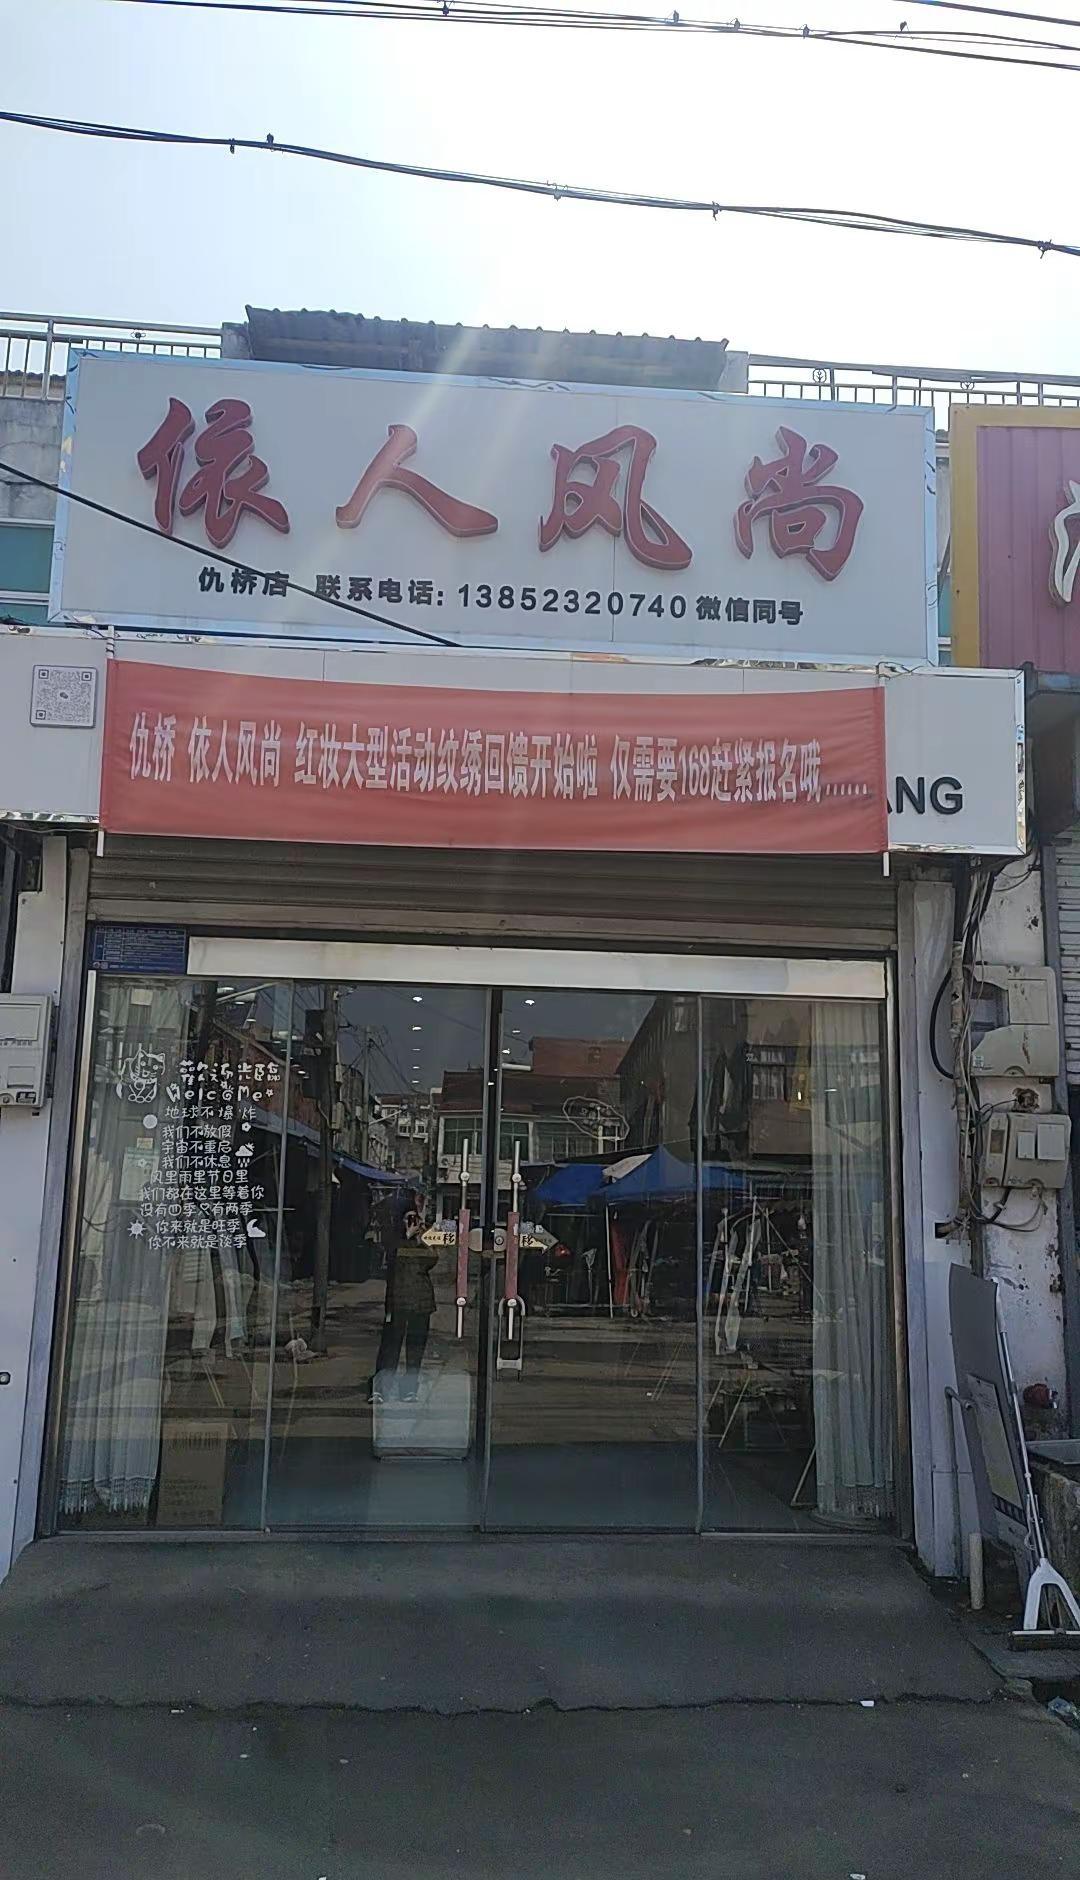 依人风尚
仇桥店 联系电话: 13852320740 微信同号
仇桥 依人风尚 红妆大型活动纹绣回馈开始啦 仅需要168赶紧报名哦……
ANG
歡迎光臨
Welcome
地球不爆炸
我们不放假
宇宙不重启
我们不休息
风里雨里节日里
我们都在这里等着你
没有四季只有两季
你来就是旺季
你不来就是淡季
移
移